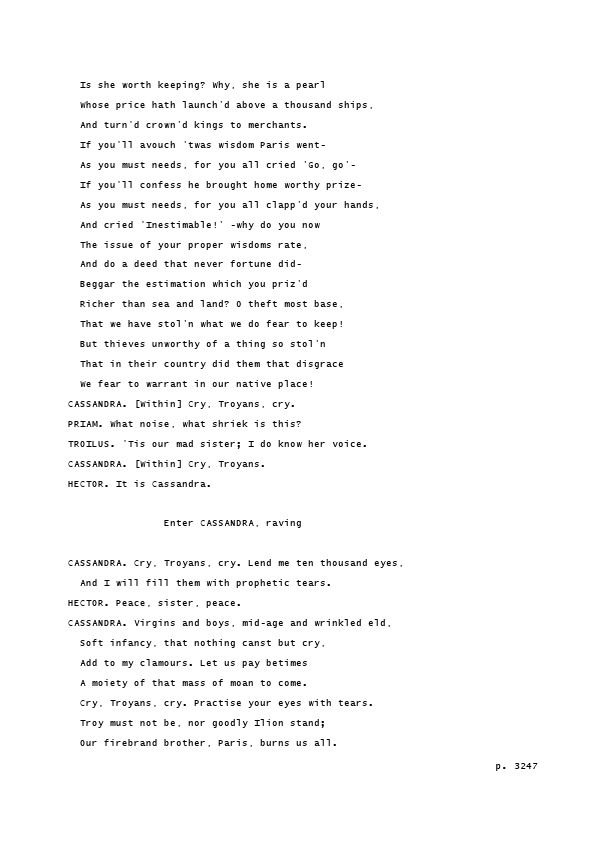 Is she worth keeping? Why, she is a pearl
Whose price hath launch'd above a thousand ships,
And turn'd crown'd kings to merchants.
If you'll avouch 'twas wisdom Paris went-
As you must needs, for you all cried 'Go, go'-
If you'll confess he brought home worthy prize-
As you must needs, for you all clapp'd your hands,
And cried 'Inestimable!' -why do you now
The issue of your proper wisdoms rate,
And do a deed that never fortune did-
Beggar the estimation which you priz'd
Richer than sea and land? O theft most base,
That we have stol'n what we do fear to keep!
But thieves unworthy of a thing so stol'n
That in their country did them that disgrace
We fear to warrant in our native place!
CASSANDRA. [Within] Cry, Troyans, cry.
PRIAM. What noise, what shriek is this?
TROILUS. 'Tis our mad sister; I do know her voice.
CASSANDRA. [Within] Cry, Troyans.
HECTOR. It is Cassandra.
Enter CASSANDRA, raving
CASSANDRA. Cry, Troyans, cry. Lend me ten thousand eyes,
And I will fill them with prophetic tears.
HECTOR. Peace, sister, peace.
CASSANDRA. Virgins and boys, mid-age and wrinkled eld,
Soft infancy, that nothing canst but cry,
Add to my clamours. Let us pay betimes
A moiety of that mass of moan to come.
Cry, Troyans, cry. Practise your eyes with tears.
Troy must not be, nor goodly Ilion stand;
Our firebrand brother, Paris, burns us all.
p. 3247